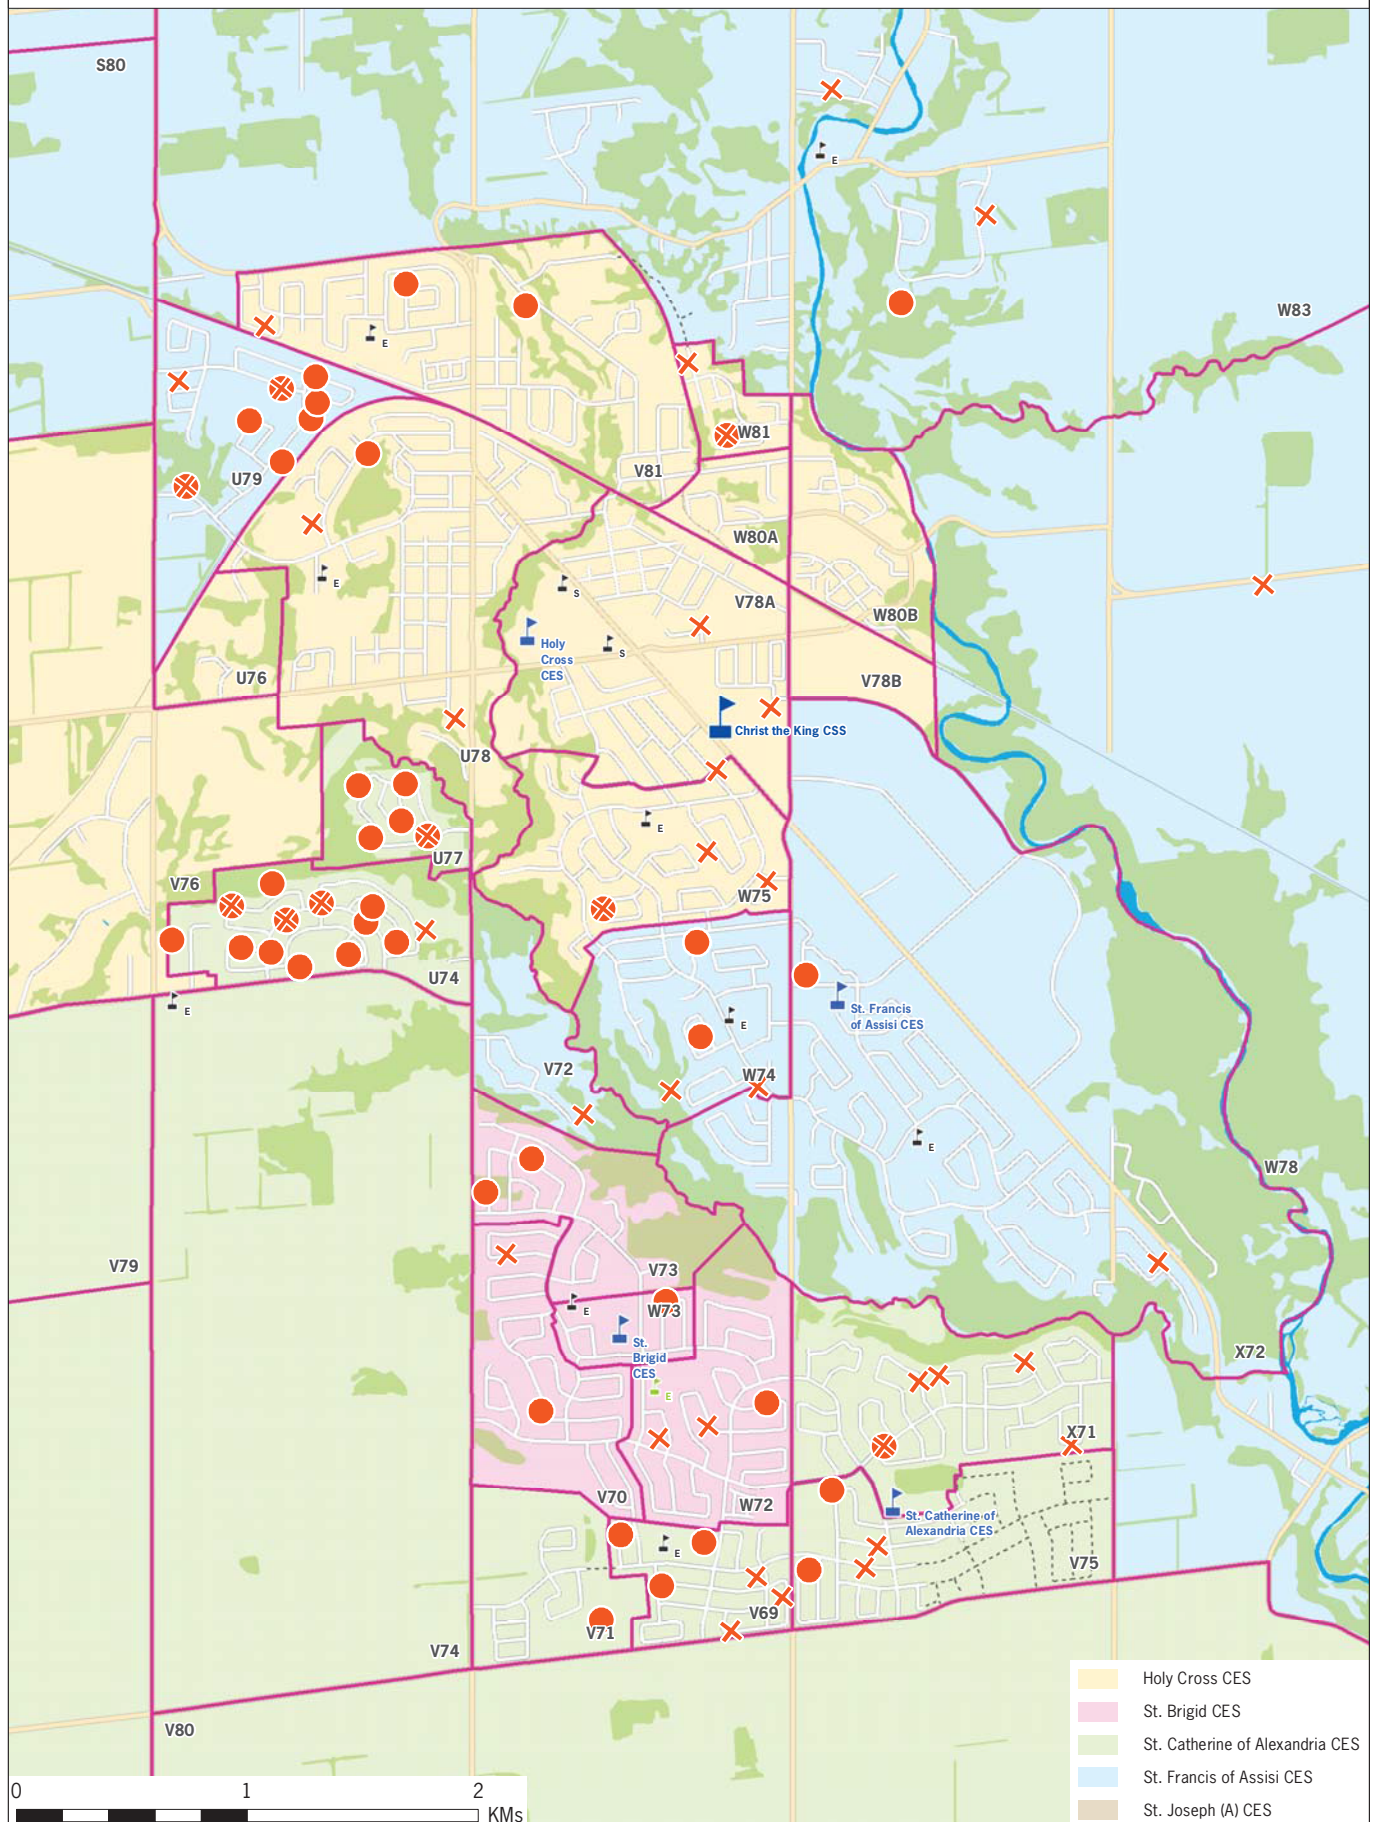 S80
E
W83
E
U79
W81
V81
W80A
E
S
V78A
W80B
Holy
Cross
CES
S
U76
V78B
Christ the King CSS
U78
E
U77
V76
W75
U74
E
St. Francis
of Assisi CES
E
V72
W74
E
W78
V79
V73
E
W73
St.
Brigid
CES
X72
E
X71
V70
W72
St. Catherine of
Alexandria CES
E
V75
V69
V71
V74
V80
Holy Cross CES
St. Brigid CES
St. Catherine of Alexandria CES
St. Francis of Assisi CES
St. Joseph (A) CES
0 1 2
KMs